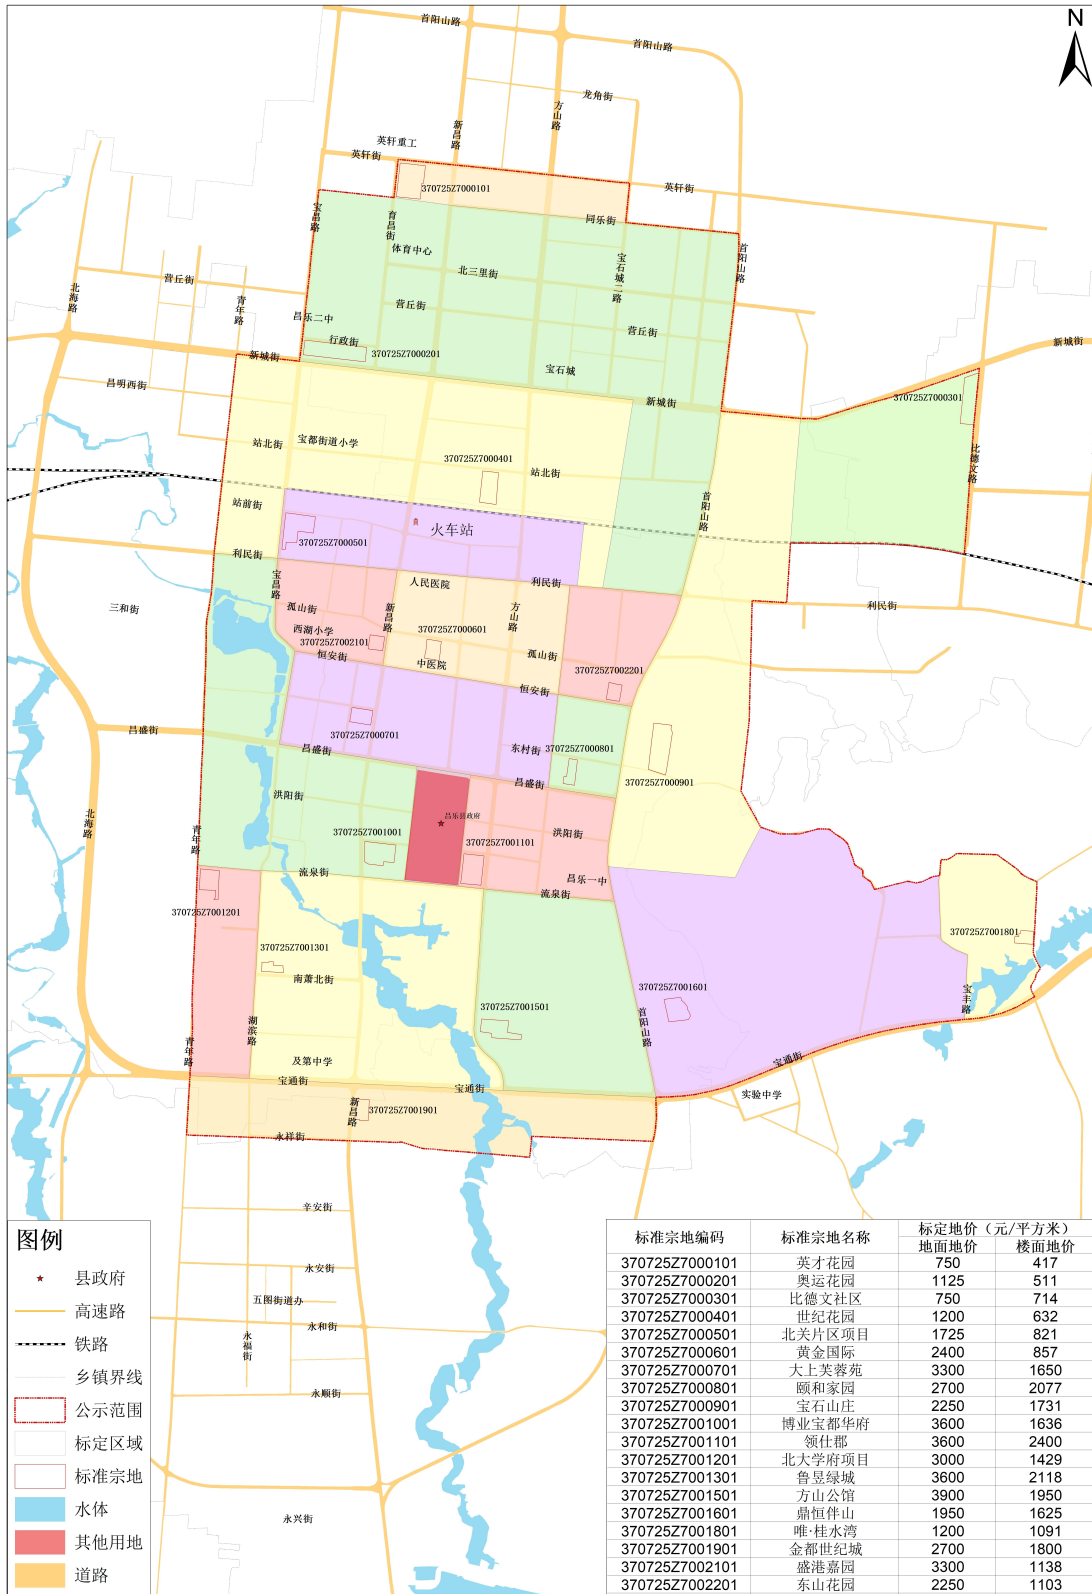 N
首阳山路
首阳山路
龙角街
方山路
新昌路
英轩重工
英轩街
370725Z7000101
英轩街
宝昌路
育昌街
同乐街
体育中心
首阳山路
北三里街
宝石城二路
营丘街
北海路
青年路
营丘街
昌乐二中
营丘街
行政街
370725Z7000201
新城街
新城街
宝石城
昌明西街
新城街
370725Z7000301
站北街
宝都街道小学
370725Z7000401
站北街
比德文路
站前街
首阳山路
火车站
370725Z7000501
利民街
人民医院
利民街
宝昌路
三和街
孤山街
新昌路
方山路
利民街
西湖小学
370725Z7000601
370725Z7002101
恒安街
中医院
孤山街
370725Z7002201
恒安街
昌盛街
370725Z7000701
昌盛街
东村街
370725Z7000801
昌盛街
370725Z7000901
洪阳街
北海路
昌乐县政府
青年路
370725Z7001001
370725Z7001101
洪阳街
流泉街
昌乐一中
流泉街
370725Z7001201
370725Z7001301
370725Z7001801
南萧北街
370725Z7001601
宝丰路
370725Z7001501
湖滨路
首阳山路
青年路
及第中学
宝通街
宝通街
宝通街
实验中学
新昌路
370725Z7001901
永祥街
辛安街
永安街
五图街道办
永和街
永福街
永顺街
永兴街
图例
县政府
高速路
铁路
乡镇界线
公示范围
标定区域
标准宗地
水体
其他用地
道路
标准宗地编码 标准宗地名称 标定地价（元/平方米）
地面地价 楼面地价
370725Z7000101 英才花园 750 417
370725Z7000201 奥运花园 1125 511
370725Z7000301 比德文社区 750 714
370725Z7000401 世纪花园 1200 632
370725Z7000501 北关片区项目 1725 821
370725Z7000601 黄金国际 2400 857
370725Z7000701 大上芙蓉苑 3300 1650
370725Z7000801 颐和家园 2700 2077
370725Z7000901 宝石山庄 2250 1731
370725Z7001001 博业宝都华府 3600 1636
370725Z7001101 领仕郡 3600 2400
370725Z7001201 北大学府项目 3000 1429
370725Z7001301 鲁昱绿城 3600 2118
370725Z7001501 方山公馆 3900 1950
370725Z7001601 鼎恒伴山 1950 1625
370725Z7001801 唯·桂水湾 1200 1091
370725Z7001901 金都世纪城 2700 1800
370725Z7002101 盛港嘉园 3300 1138
370725Z7002201 东山花园 2250 1103